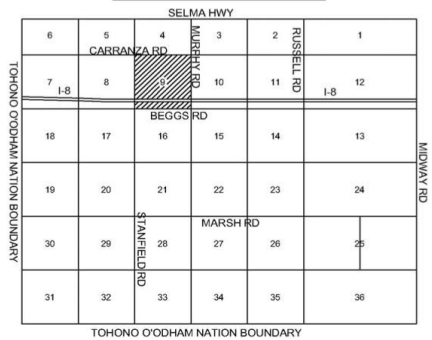 SELMA HWY
6 5 4 3 2 1
MURPHY RD
RUSSELL RD
CARRANZA RD
7 8 9 10 11 12
I-8 I-8
BEGGS RD
TOHONO O'ODHAM NATION BOUNDARY
18 17 16 15 14 13
MIDWAY RD
19 20 21 22 23 24
STANFIELD RD
MARSH RD
30 29 28 27 26 25
31 32 33 34 35 36
TOHONO O'ODHAM NATION BOUNDARY